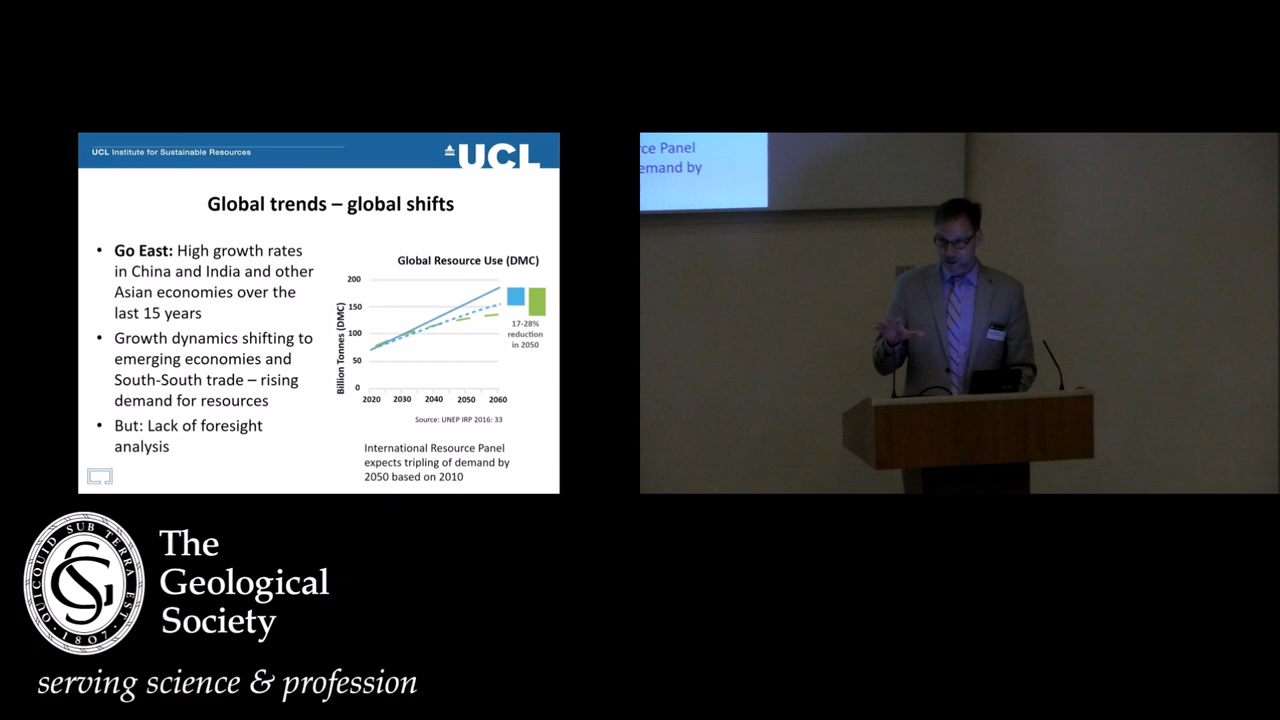 UCL Institute for Sustainable Resources
UCL
Global trends – global shifts
• Go East: High growth rates
in China and India and other
Asian economies over the
last 15 years
• Growth dynamics shifting to
emerging economies and
South-South trade – rising
demand for resources
• But: Lack of foresight
analysis
Global Resource Use (DMC)
Billion Tonnes (DMC)
200
150
100
50
0
2020 2030 2040 2050 2060
17-28%
reduction
in 2050
Source: UNEP IRP 2016: 33
International Resource Panel
expects tripling of demand by
2050 based on 2010
ce Panel
emand by
QUICQUID SUB TERRA EST
1807
GS
The
Geological
Society
serving science & profession